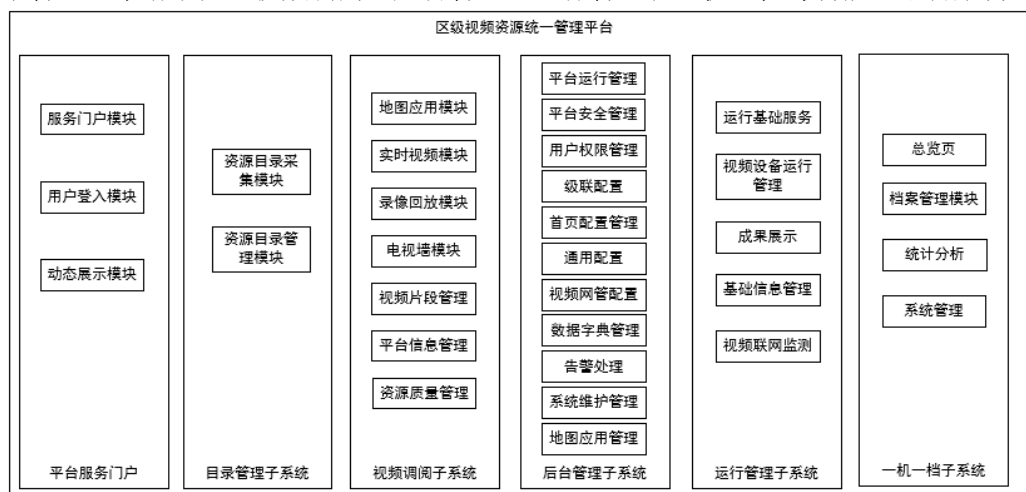 区级视频资源统一管理平台
服务门户模块
用户登入模块
动态展示模块
平台服务门户
资源目录采
集模块
资源目录管
理模块
目录管理子系统
地图应用模块
实时视频模块
录像回放模块
电视墙模块
视频片段管理
平台信息管理
资源质量管理
视频调阅子系统
平台运行管理
平台安全管理
用户权限管理
级联配置
首页配置管理
通用配置
视频网管配置
数据字典管理
告警处理
系统维护管理
地图应用管理
后台管理子系统
运行基础服务
视频设备运行
管理
成果展示
基础信息管理
视频联网监测
运行管理子系统
总览页
档案管理模块
统计分析
系统管理
一机一档子系统